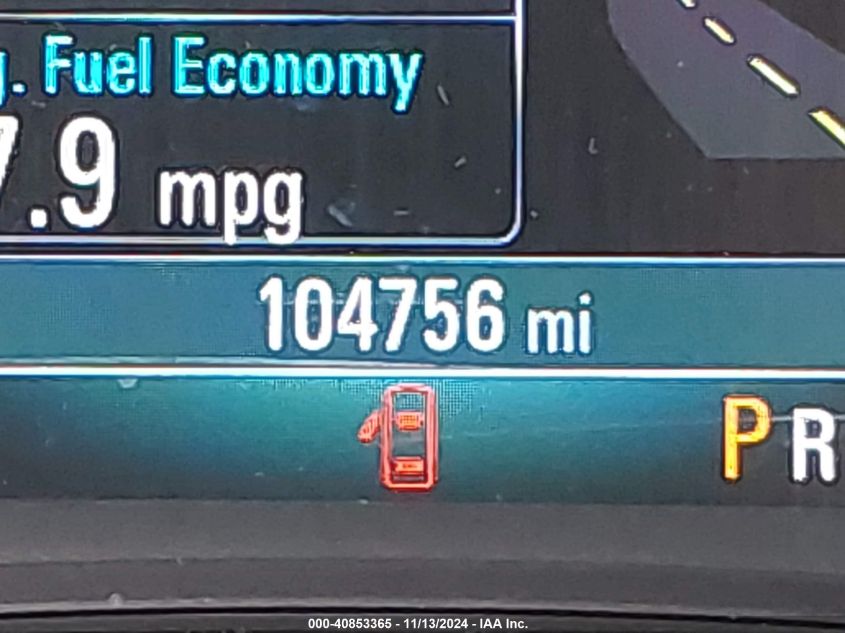 . Fuel Economy
.9 mpg
104756 mi
P R
000-40853365 - 11/13/2024 - IAA Inc.